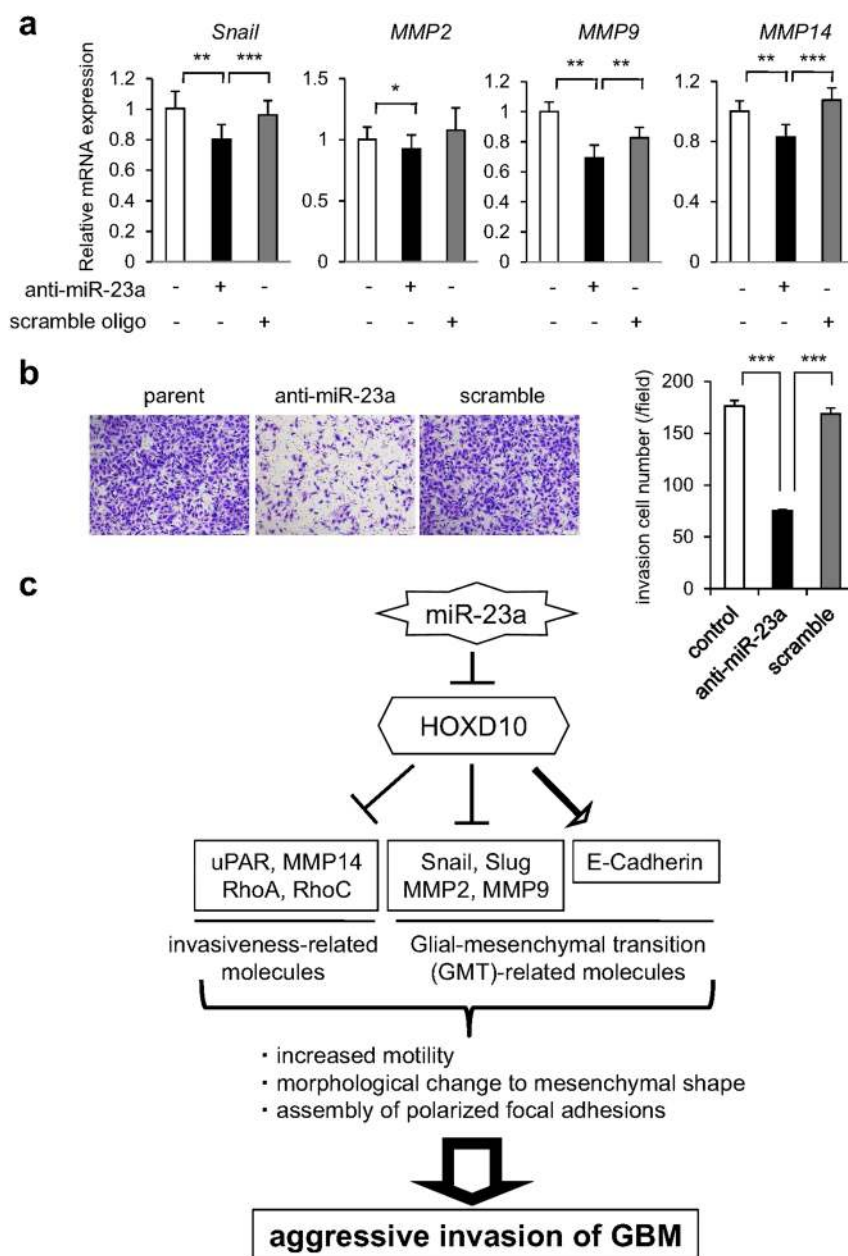 a
Snail
MMP2
MMP9
MMP14
** ***
*
** **
** ***
Relative mRNA expression
1.2
1
0.8
0.6
0.4
0.2
0
1.5
1
0.5
0
1.2
1
0.8
0.6
0.4
0.2
0
1.2
0.8
0.4
0
anti-miR-23a - + - - + - - + - - + -
scramble oligo - - + - - + - - + - - +
b
parent
anti-miR-23a
scramble
*** ***
invasion cell number (/field)
200
150
100
50
0
control
anti-miR-23a
scramble
c
miR-23a
HOXD10
uPAR, MMP14
RhoA, RhoC
Snail, Slug
MMP2, MMP9
E-Cadherin
invasiveness-related
molecules
Glial-mesenchymal transition
(GMT)-related molecules
・increased motility
・morphological change to mesenchymal shape
・assembly of polarized focal adhesions
aggressive invasion of GBM